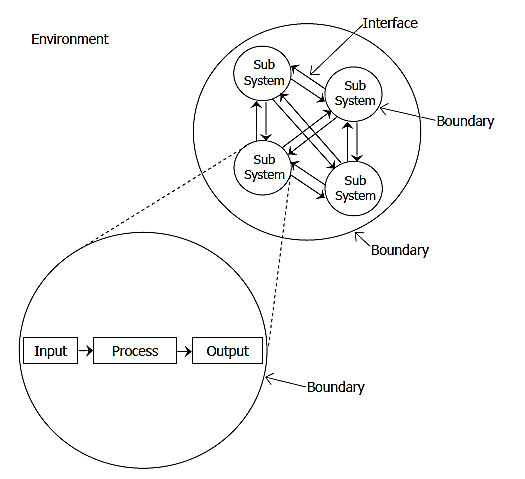 Interface
Environment
Sub
System
Sub
System
Boundary
Sub
System
Sub
System
Boundary
Input
Process
Output
Boundary